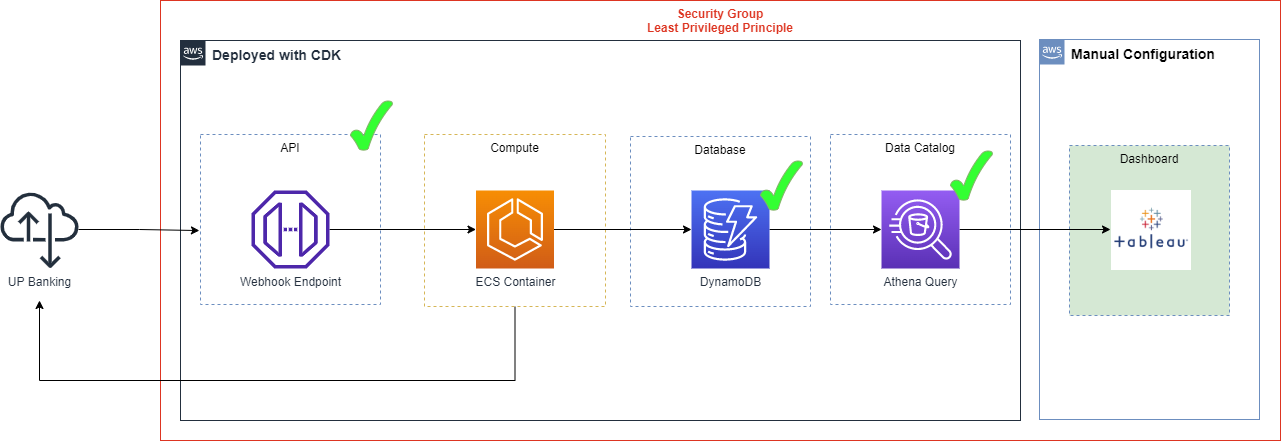 Security Group
Least Privileged Principle
aws
Deployed with CDK
aws
Manual Configuration
API
Compute
Database
Data Catalog
Dashboard
+ a b l e a u
UP Banking
Webhook Endpoint
ECS Container
DynamoDB
Athena Query